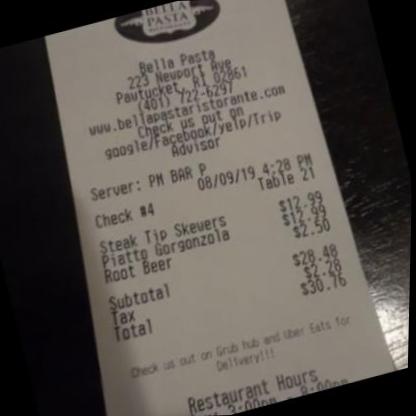 BELLA
PASTA
Bella Pasta
223 Newport Ave
Pawtucket, RI 02861
(401) 722-6297
www.bellapastaristorante.com
Check us out on
google/Facebook/yelp/Trip
Advisor
Server: PM BAR P 08/09/19 4:28 PM
Table 21
Check #4
Steak Tip Skewers $12.99
Piatto Gorgonzola $12.99
Root Beer $2.50
Subtotal $28.48
Tax $2.28
Total $30.76
Check us out on Grub hub and Uber Eats for
Delivery!!!
Restaurant Hours